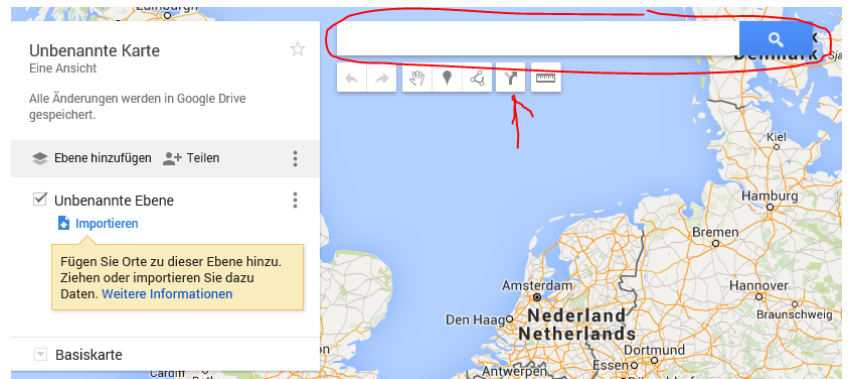 Edinburgh
Unbenannte Karte
Eine Ansicht
Alle Änderungen werden in Google Drive
gespeichert.
Ebene hinzufügen
Teilen
Unbenannte Ebene
Importieren
Fügen Sie Orte zu dieser Ebene hinzu.
Ziehen oder importieren Sie dazu
Daten. Weitere Informationen
Basiskarte
Cardiff
Denmark
Kiel
Hamburg
Bremen
Amsterdam
Hannover
Den Haag
Nederland
Netherlands
Braunschweig
Dortmund
Essen
Antwerpen